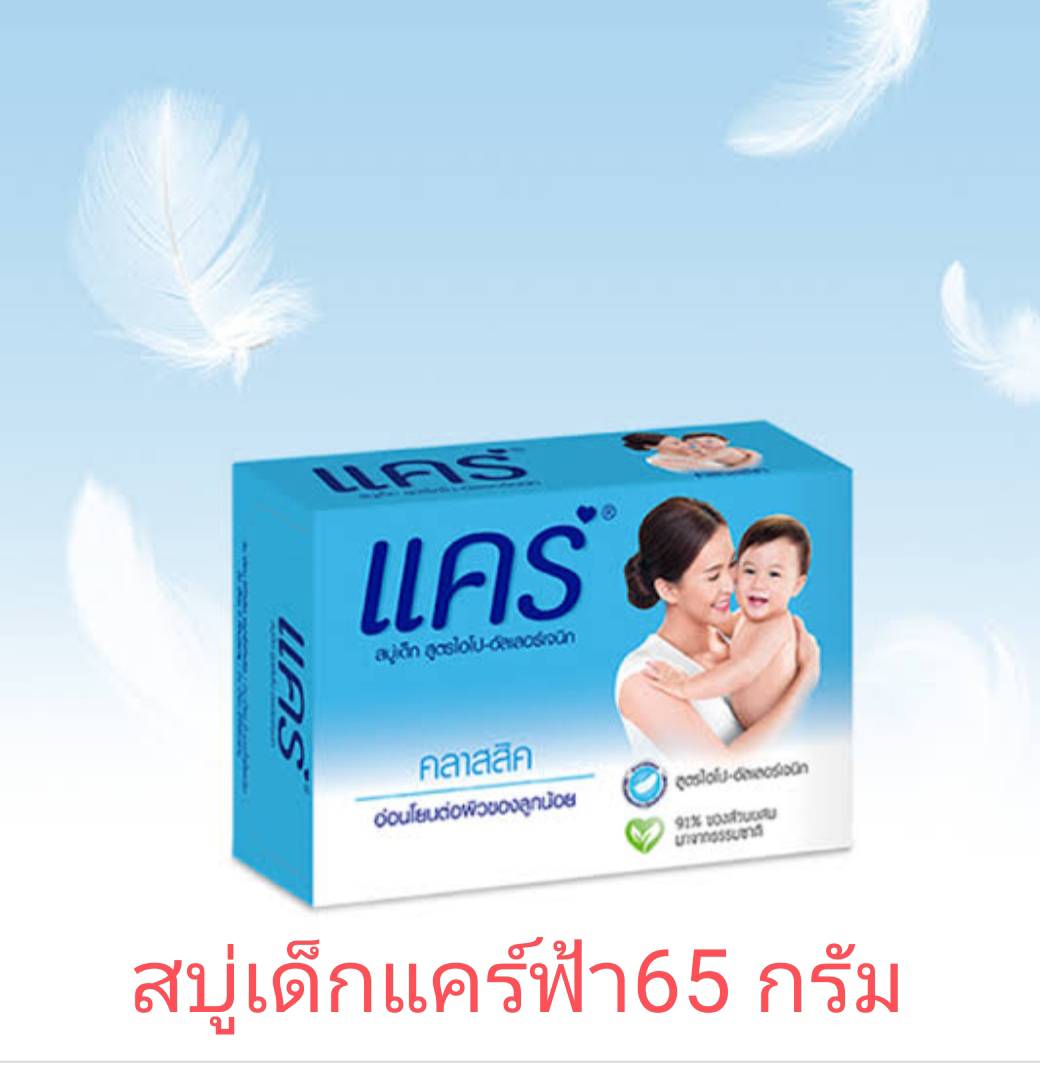 แคร์
แคร์®
สบู่เด็ก สูตรไฮโป-อัลเลอร์เจนิก
แคร์
คลาสสิค
อ่อนโยนต่อผิวของลูกน้อย
สูตรไฮโป-อัลเลอร์เจนิก
91% ของส่วนผสม
มาจากธรรมชาติ
สบู่เด็กแคร์ฟ้า65 กรัม